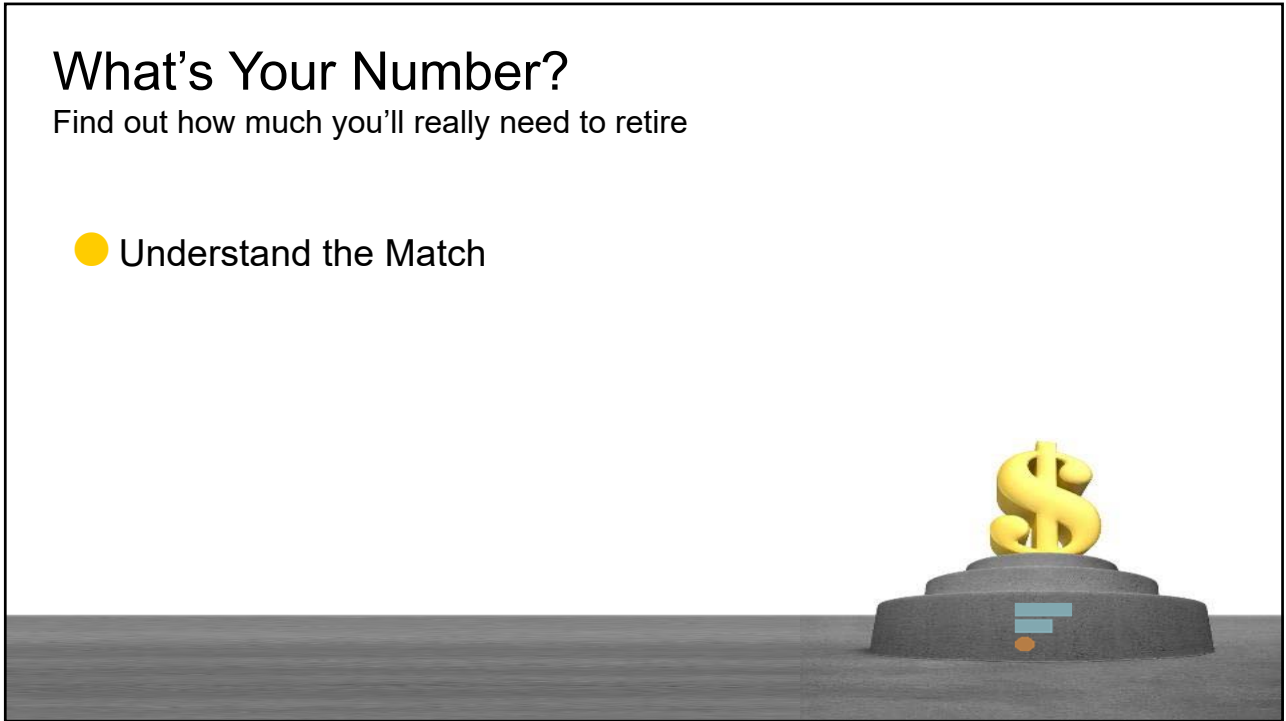 What’s Your Number?
Find out how much you’ll really need to retire
Understand the Match